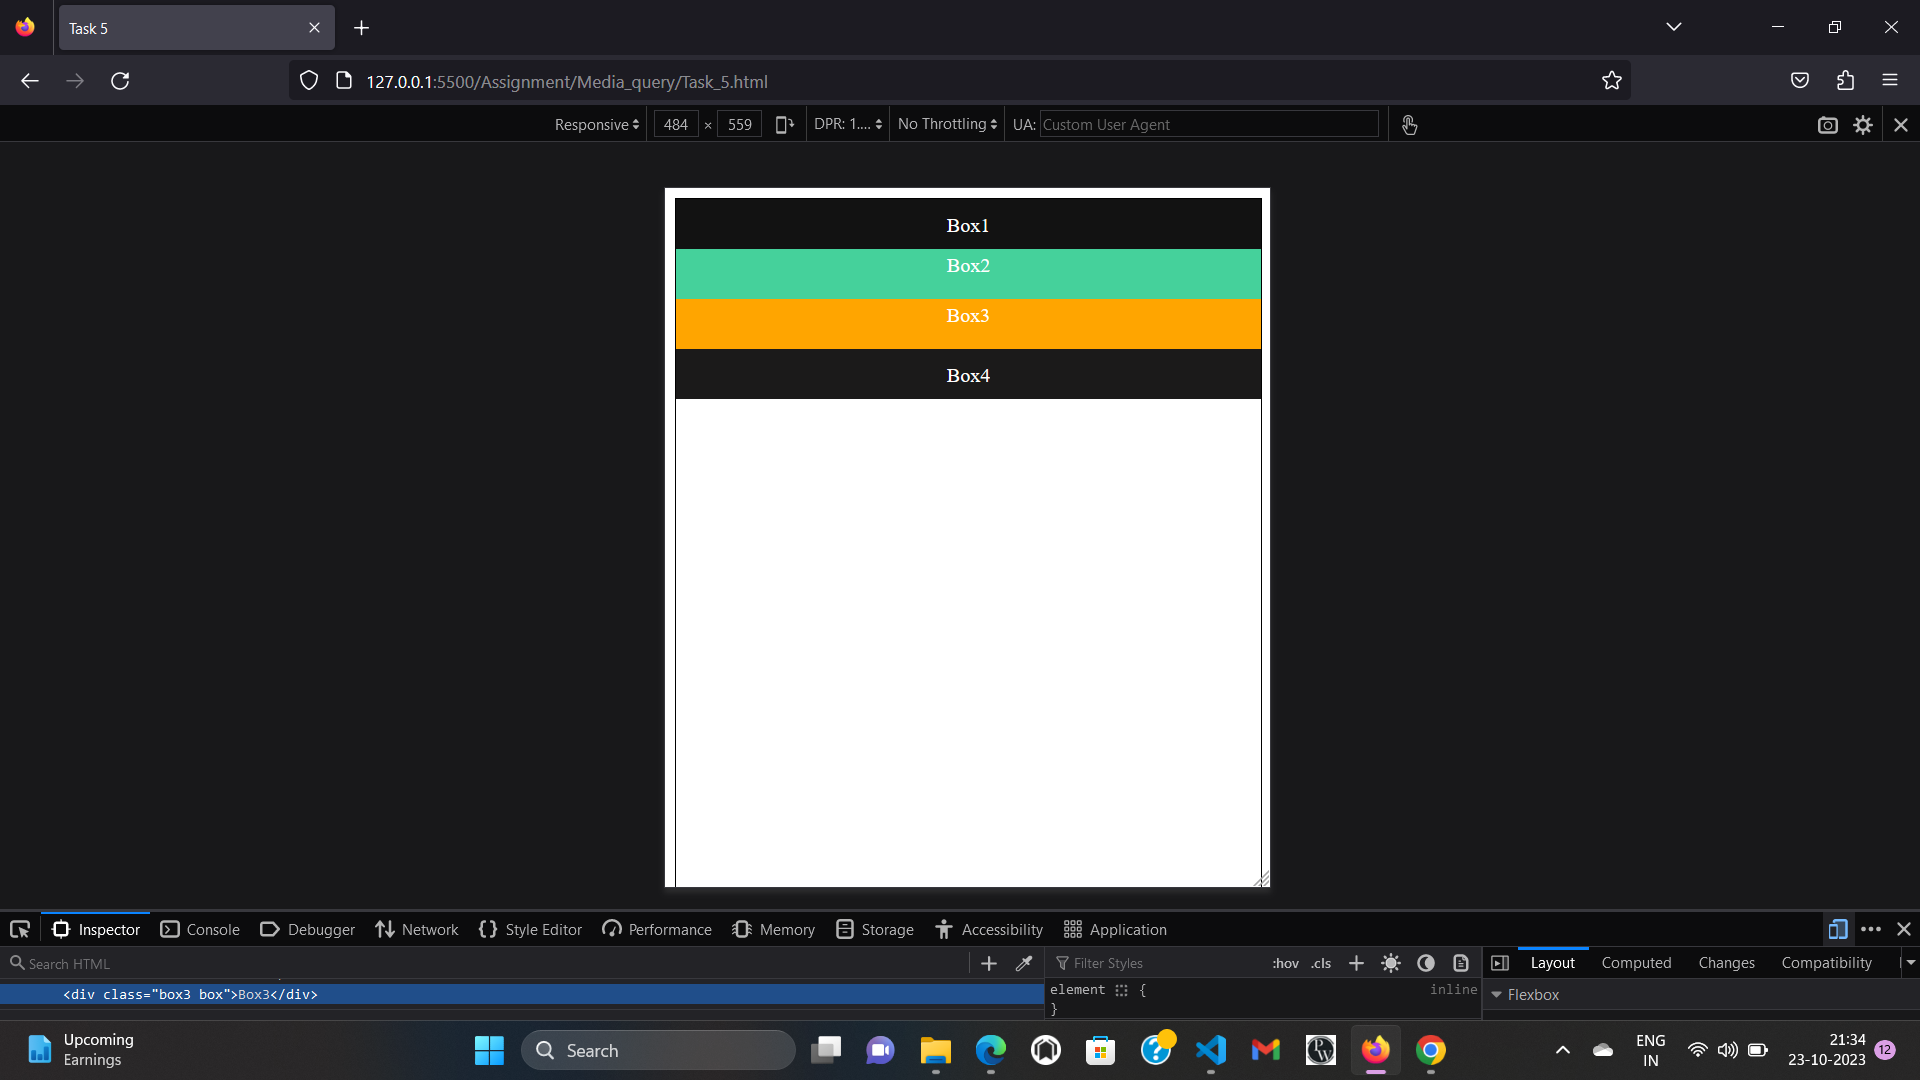 Task 5
127.0.0.1:5500/Assignment/Media_query/Task_5.html
Responsive 484 × 559 DPR: 1.... No Throttling UA: Custom User Agent
Box1
Box2
Box3
Box4
Inspector Console Debugger Network Style Editor Performance Memory Storage Accessibility Application
Search HTML Filter Styles :hov .cls Layout Computed Changes Compatibility
<div class="box3 box">Box3</div> element { inline Flexbox
}
Upcoming
Earnings
Search
ENG
IN
21:34
23-10-2023
12